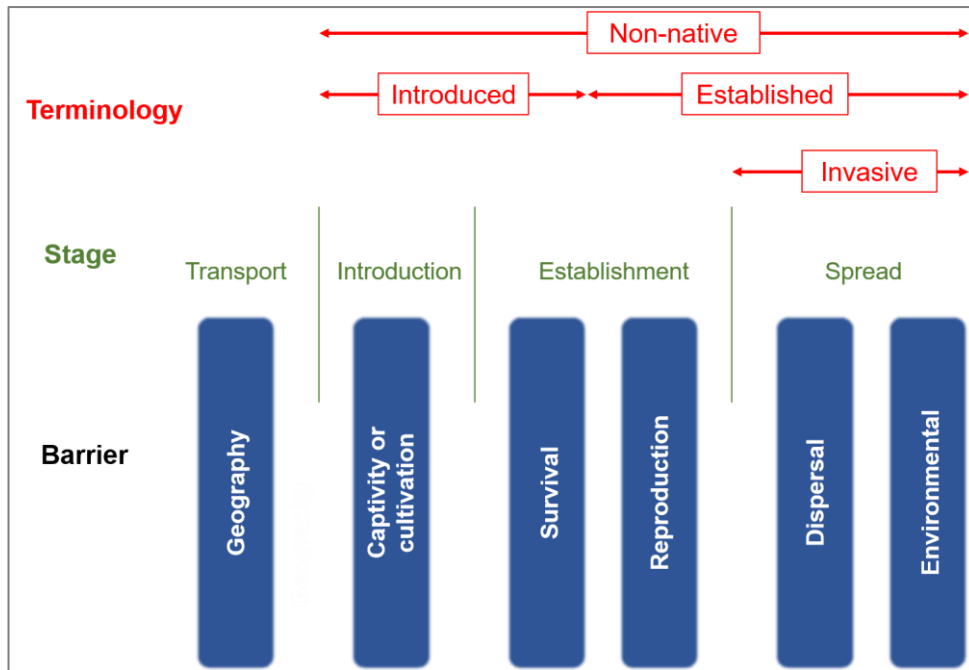 Non-native
Introduced
Established
Terminology
Invasive
Stage
Transport
Introduction
Establishment
Spread
Barrier
Geography
Captivity or
cultivation
Survival
Reproduction
Dispersal
Environmental